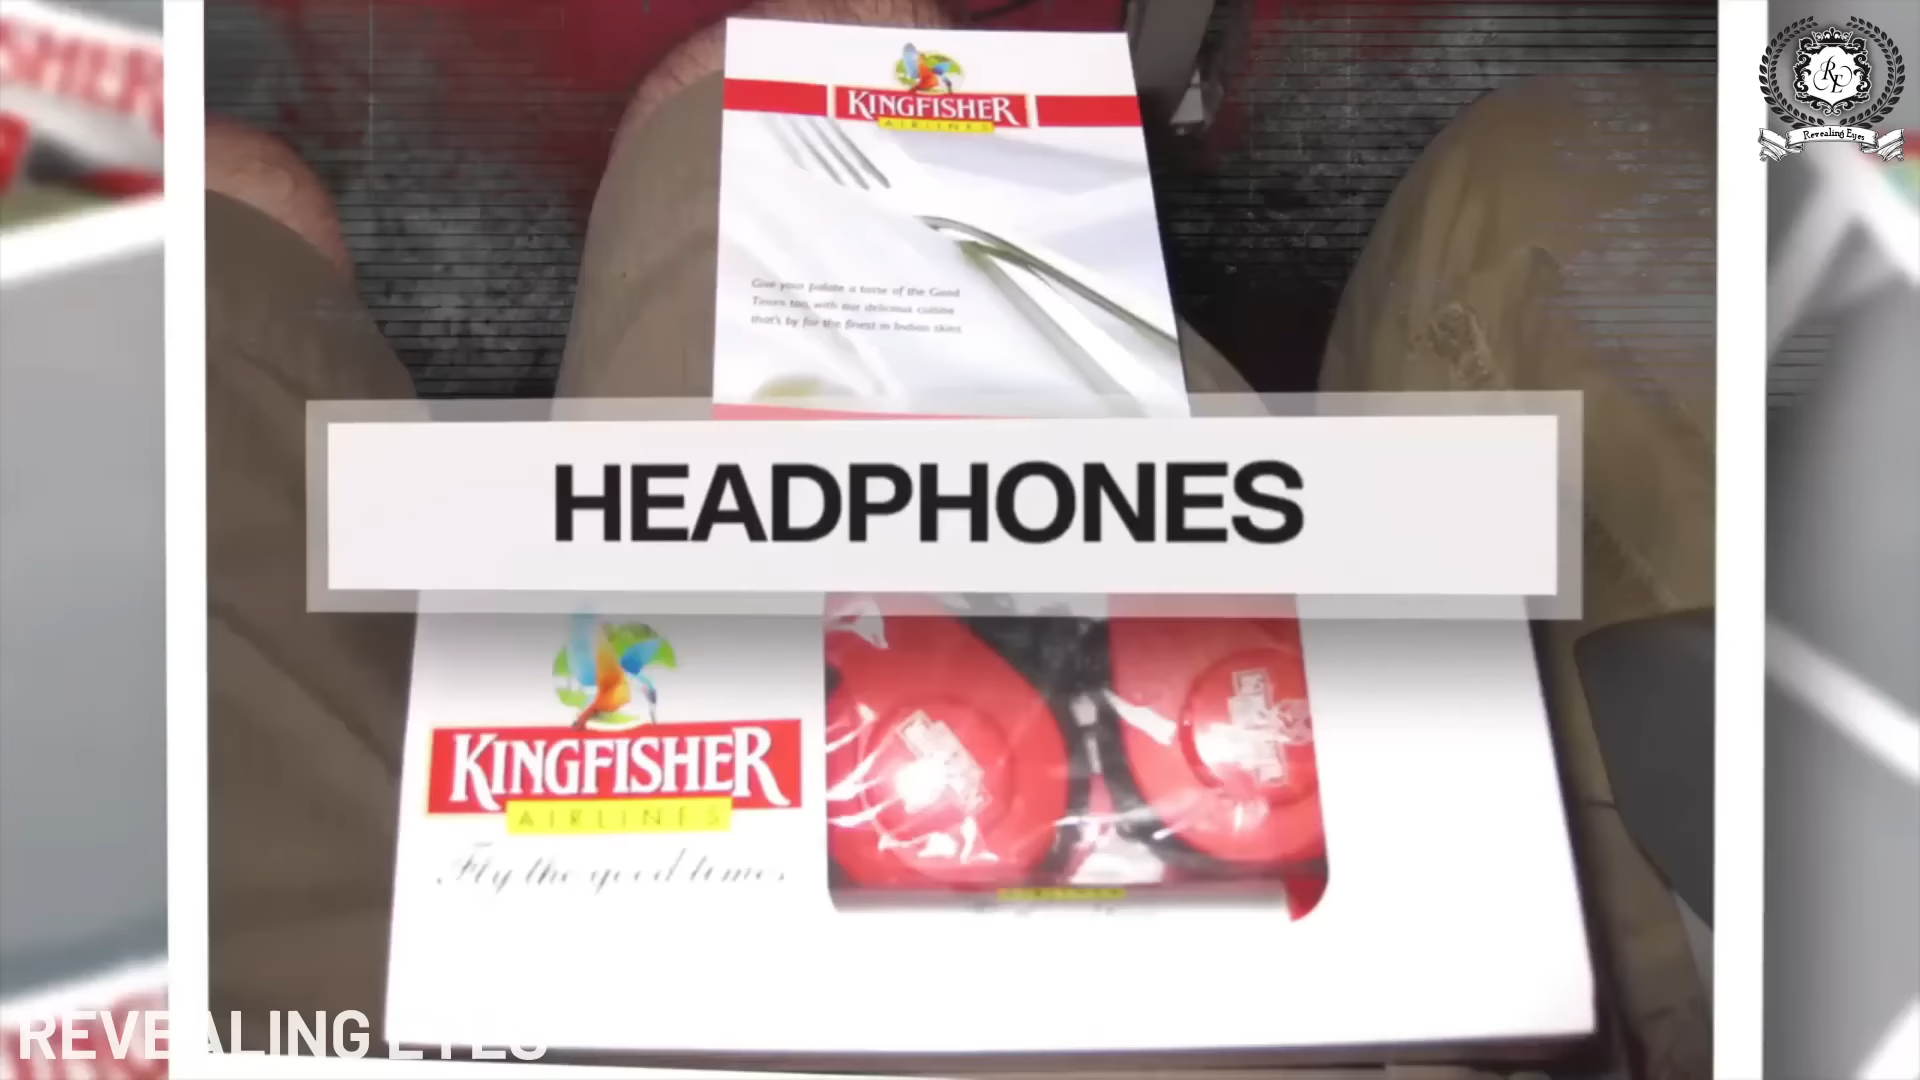 KINGFISHER
AIRLINES
Give your palate a taste of the Good
Times too, with our delicious cuisine
that's by far the finest in Indian skies
HEADPHONES
KINGFISHER
AIRLINES
Fly the good times
REVEALING EYES
RE
Revealing Eyes